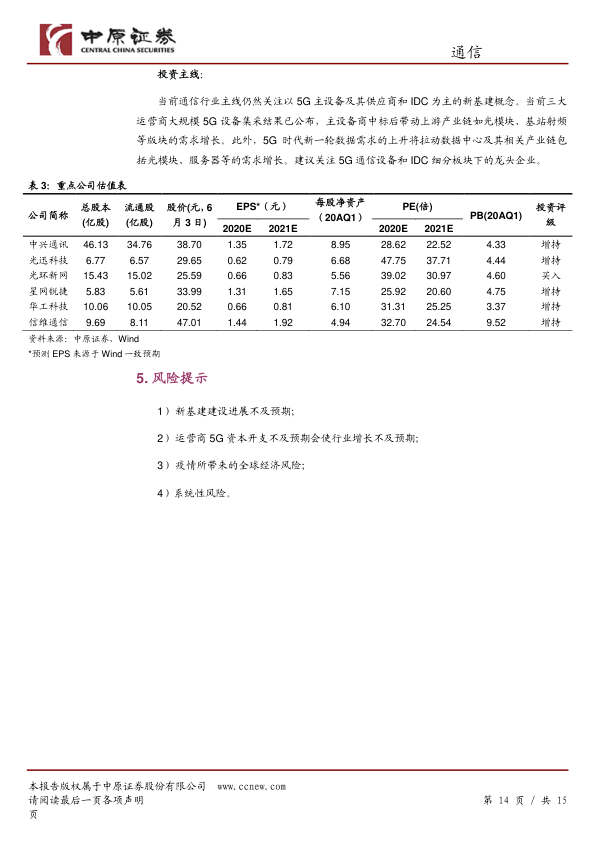 中原证券
CENTRAL CHINA SECURITIES
通信
投资主线：
当前通信行业主线仍然关注以 5G 主设备及其供应商和 IDC 为主的新基建概念。当前三大
运营商大规模 5G 设备集采结果已公布，主设备商中标后带动上游产业链如光模块、基站射频
等版块的需求增长。此外，5G 时代新一轮数据需求的上升将拉动数据中心及其相关产业链包
括光模块、服务器等的需求增长。建议关注 5G 通信设备和 IDC 细分板块下的龙头企业。
表 3：重点公司估值表
公司简称 总股本(亿股) 流通股(亿股) 股价(元，6月 3 日) EPS*（元） 每股净资产（20AQ1） PE(倍) PB(20AQ1) 投资评级
2020E 2021E 2020E 2021E
中兴通讯 46.13 34.76 38.70 1.35 1.72 8.95 28.62 22.52 4.33 增持
光迅科技 6.77 6.57 29.65 0.62 0.79 6.68 47.75 37.71 4.44 增持
光环新网 15.43 15.02 25.59 0.66 0.83 5.56 39.02 30.97 4.60 买入
星网锐捷 5.83 5.61 33.99 1.31 1.65 7.15 25.92 20.60 4.75 增持
华工科技 10.06 10.05 20.52 0.66 0.81 6.10 31.31 25.25 3.37 增持
信维通信 9.69 8.11 47.01 1.44 1.92 4.94 32.70 24.54 9.52 增持
资料来源：中原证券，Wind
*预测 EPS 来源于 Wind 一致预期
5. 风险提示
1）新基建建设进展不及预期；
2）运营商 5G 资本开支不及预期会使行业增长不及预期；
3）疫情所带来的全球经济风险；
4）系统性风险。
本报告版权属于中原证券股份有限公司 www.ccnew.com
请阅读最后一页各项声明 第 14 页 / 共 15
页